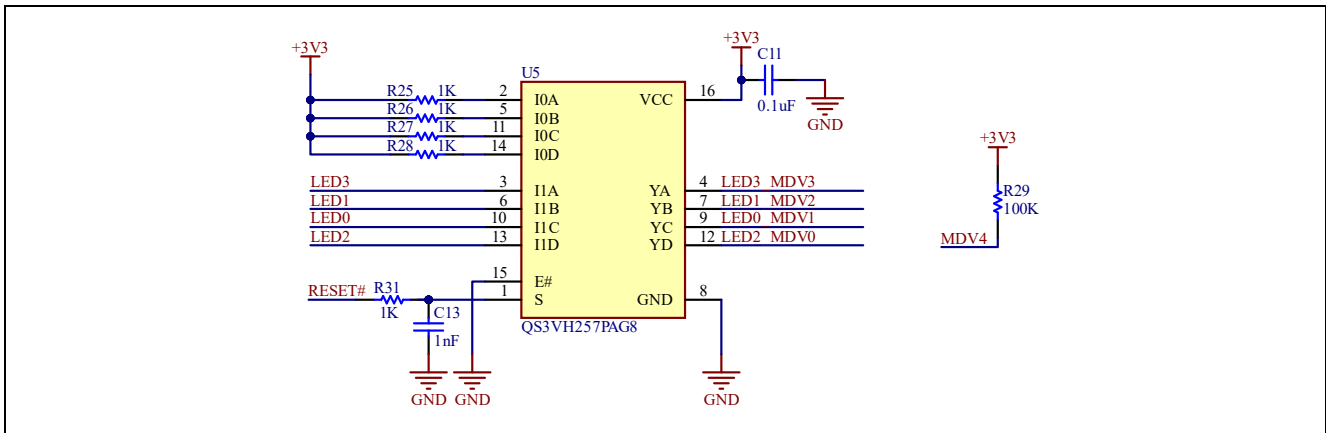 +3V3
+3V3
C11
0.1uF
GND
U5
R25 1K 2 I0A VCC 16
R26 1K 5 I0B
R27 1K 11 I0C
R28 1K 14 I0D
+3V3
R29
100K
MDV4
LED3 3 I1A YA 4 LED3_MDV3
LED1 6 I1B YB 7 LED1_MDV2
LED0 10 I1C YC 9 LED0_MDV1
LED2 13 I1D YD 12 LED2_MDV0
15 E#
RESET# R31 1K 1 S GND 8
C13
1nF
QS3VH257PAG8
GND
GND
GND